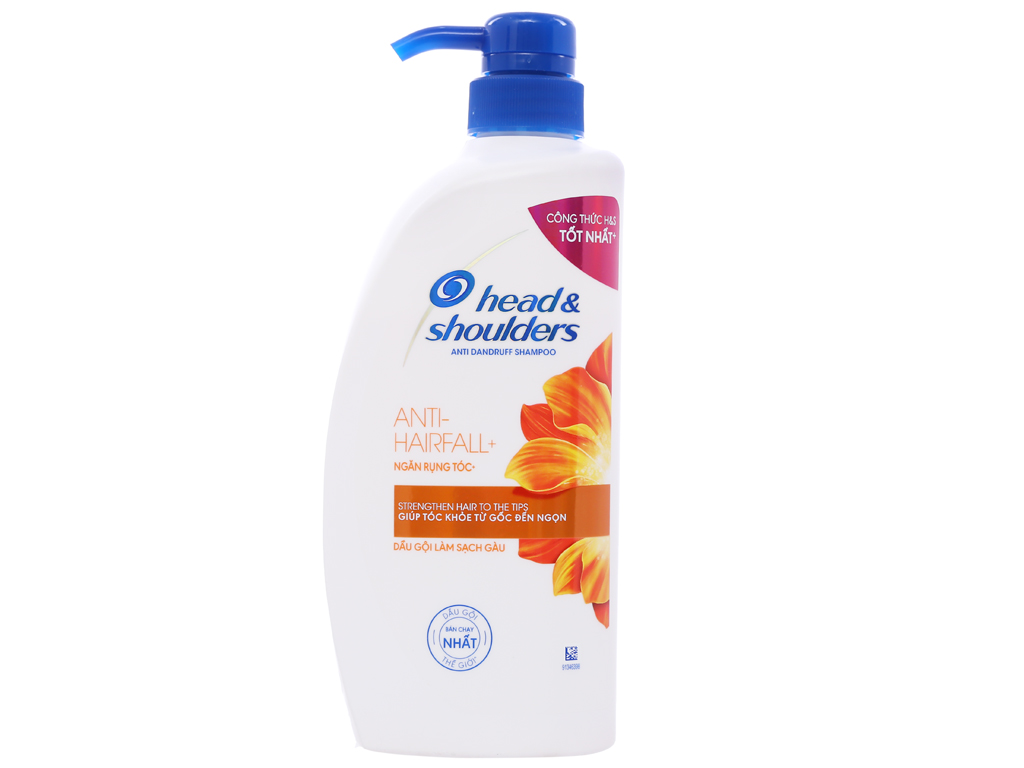 CÔNG THỨC H&S
TỐT NHẤT+
head &
shoulders
ANTI DANDRUFF SHAMPOO
ANTI-
HAIRFALL+
NGĂN RỤNG TÓC*
STRENGTHEN HAIR TO THE TIPS
GIÚP TÓC KHỎE TỪ GỐC ĐẾN NGỌN
DẦU GỘI LÀM SẠCH GÀU
DẦU GỘI
BÁN CHẠY
NHẤT
THẾ GIỚI